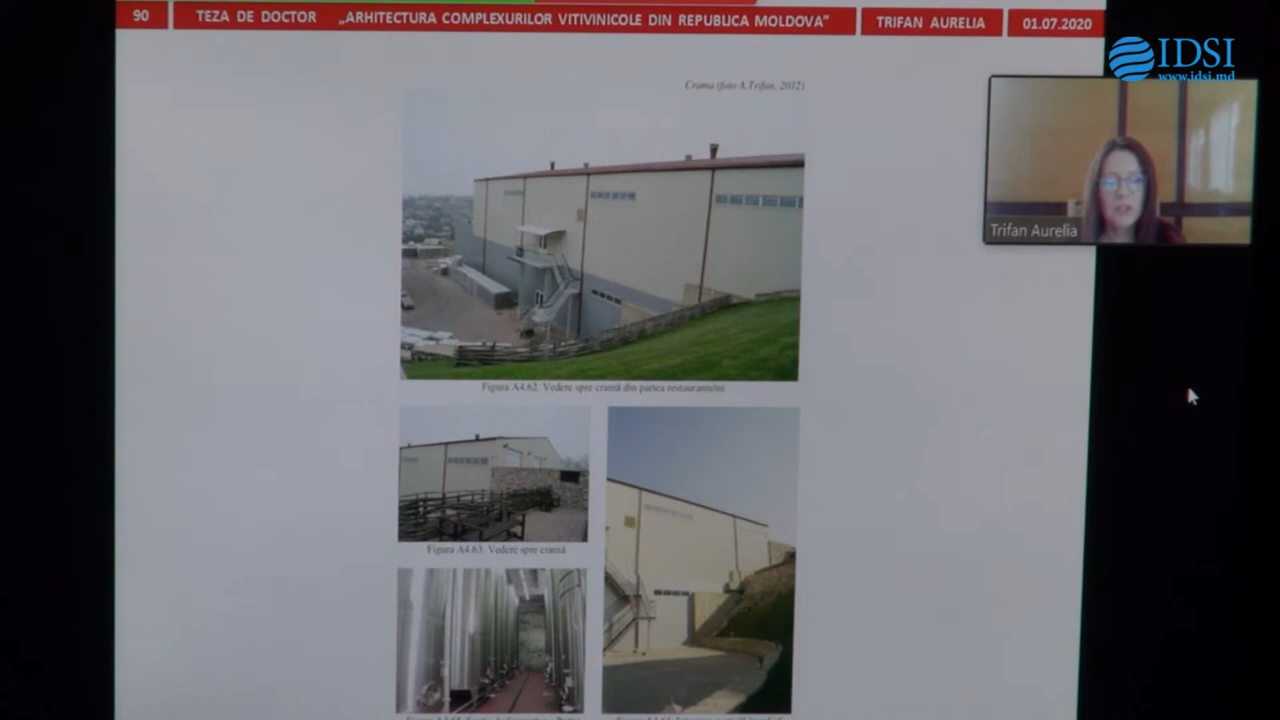 90 TEZA DE DOCTOR „ARHITECTURA COMPLEXURILOR VITIVINICOLE DIN REPUBLICA MOLDOVA” TRIFAN AURELIA 01.07.2020
IDSI
www.idsi.md
Crama (foto A.Trifan, 2012)
Trifan Aurelia
Figura A4.62. Vedere spre cramă din partea restaurantului
Figura A4.63. Vedere spre cramă